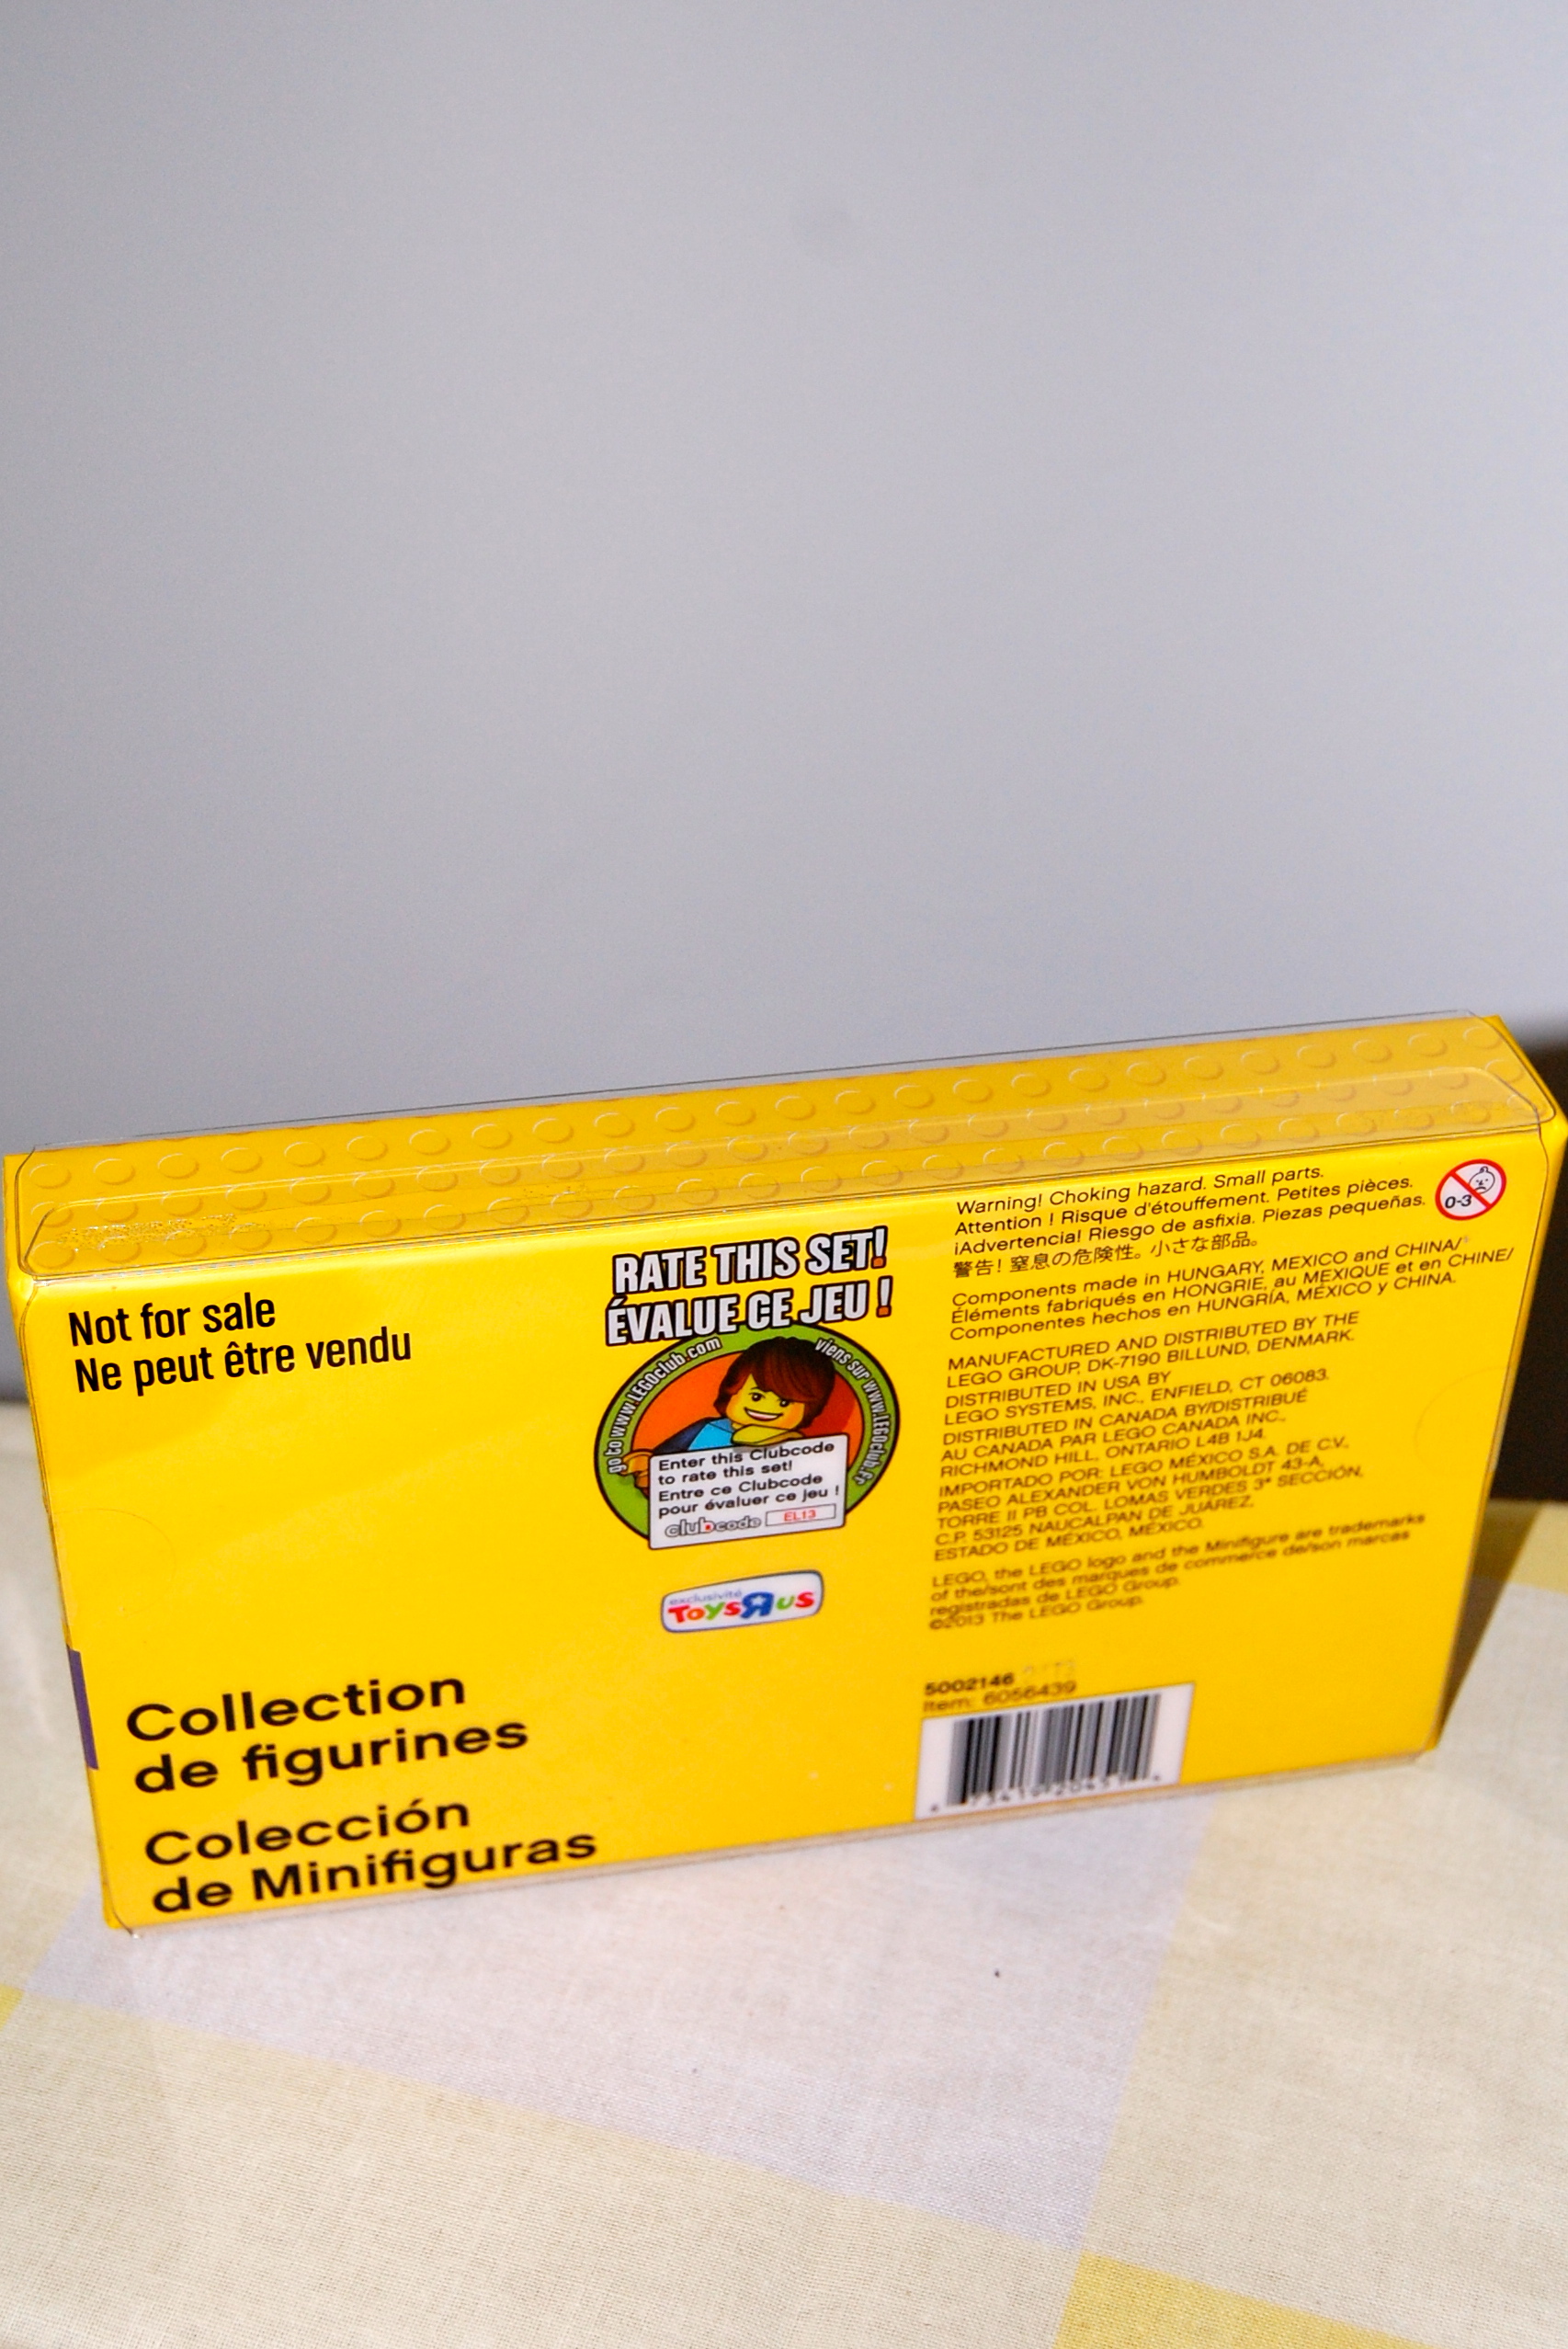 Not for sale
Ne peut être vendu
Collection
de figurines
Colección
de Minifiguras
RATE THIS SET!
ÉVALUE CE JEU !
go to www.LEGOclub.com
viens sur www.LEGOclub.fr
Enter this Clubcode
to rate this set!
Entre ce Clubcode
pour évaluer ce jeu !
clubcode EL13
exclusivité
TOYS R US
Warning! Choking hazard. Small parts.
Attention ! Risque d'étouffement. Petites pièces.
¡Advertencia! Riesgo de asfixia. Piezas pequeñas.
警告! 窒息の危険性。小さな部品。
0-3
Components made in HUNGARY, MEXICO and CHINA/
Éléments fabriqués en HONGRIE, au MEXIQUE et en CHINE/
Componentes hechos en HUNGRÍA, MÉXICO y CHINA.
MANUFACTURED AND DISTRIBUTED BY THE
LEGO GROUP, DK-7190 BILLUND, DENMARK.
DISTRIBUTED IN USA BY
LEGO SYSTEMS, INC., ENFIELD, CT 06083.
DISTRIBUTED IN CANADA BY/DISTRIBUÉ
AU CANADA PAR LEGO CANADA INC.,
RICHMOND HILL, ONTARIO L4B 1J4.
IMPORTADO POR: LEGO MÉXICO S.A. DE C.V.,
PASEO ALEXANDER VON HUMBOLDT 43-A,
TORRE II PB COL. LOMAS VERDES 3ª SECCIÓN,
C.P. 53125 NAUCALPAN DE JUÁREZ,
ESTADO DE MÉXICO, MÉXICO.
LEGO, the LEGO logo and the Minifigure are trademarks
of the/sont des marques de commerce de/son marcas
registradas de LEGO Group.
©2013 The LEGO Group.
5002146
Item: 6056439